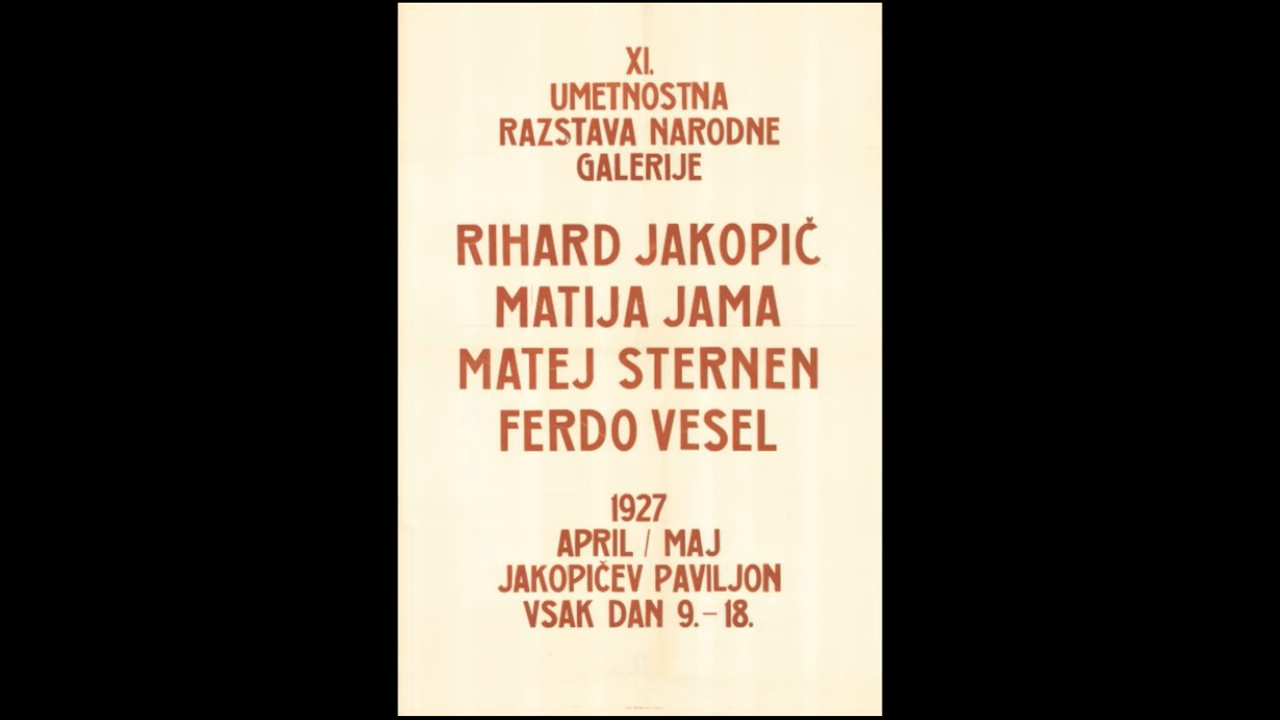 XI.
UMETNOSTNA
RAZSTAVA NARODNE
GALERIJE
RIHARD JAKOPIČ
MATIJA JAMA
MATEJ STERNEN
FERDO VESEL
1927
APRIL / MAJ
JAKOPIČEV PAVILJON
VSAK DAN 9.–18.